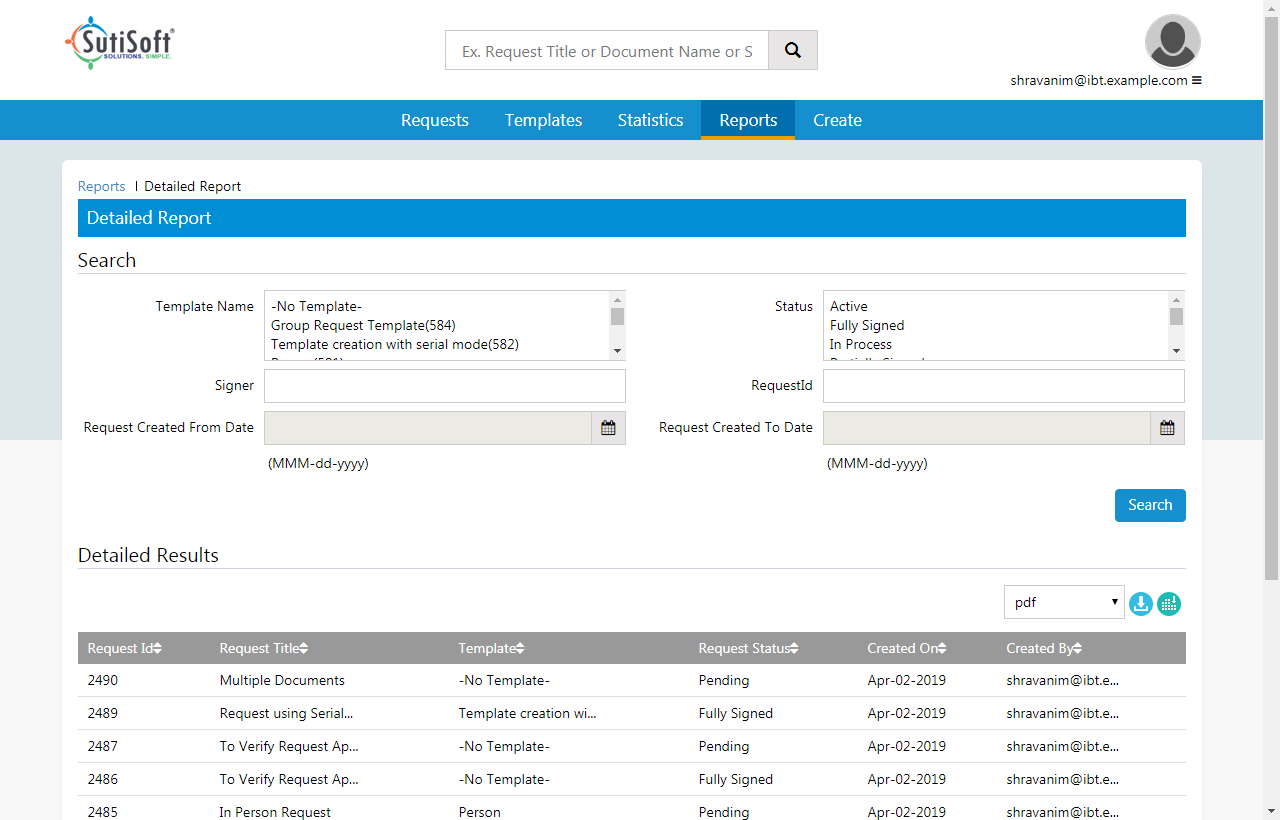 SutiSoft®
SOLUTIONS. SIMPLE.
Ex. Request Title or Document Name or S
shravanim@ibt.example.com
Requests Templates Statistics Reports Create
Reports | Detailed Report
Detailed Report
Search
Template Name
-No Template-
Group Request Template(584)
Template creation with serial mode(582)
Status
Active
Fully Signed
In Process
Signer
RequestId
Request Created From Date
(MMM-dd-yyyy)
Request Created To Date
(MMM-dd-yyyy)
Search
Detailed Results
pdf
Request Id Request Title Template Request Status Created On Created By
2490 Multiple Documents -No Template- Pending Apr-02-2019 shravanim@ibt.e...
2489 Request using Serial... Template creation wi... Fully Signed Apr-02-2019 shravanim@ibt.e...
2487 To Verify Request Ap... -No Template- Pending Apr-02-2019 shravanim@ibt.e...
2486 To Verify Request Ap... -No Template- Fully Signed Apr-02-2019 shravanim@ibt.e...
2485 In Person Request Person Pending Apr-02-2019 shravanim@ibt.e...